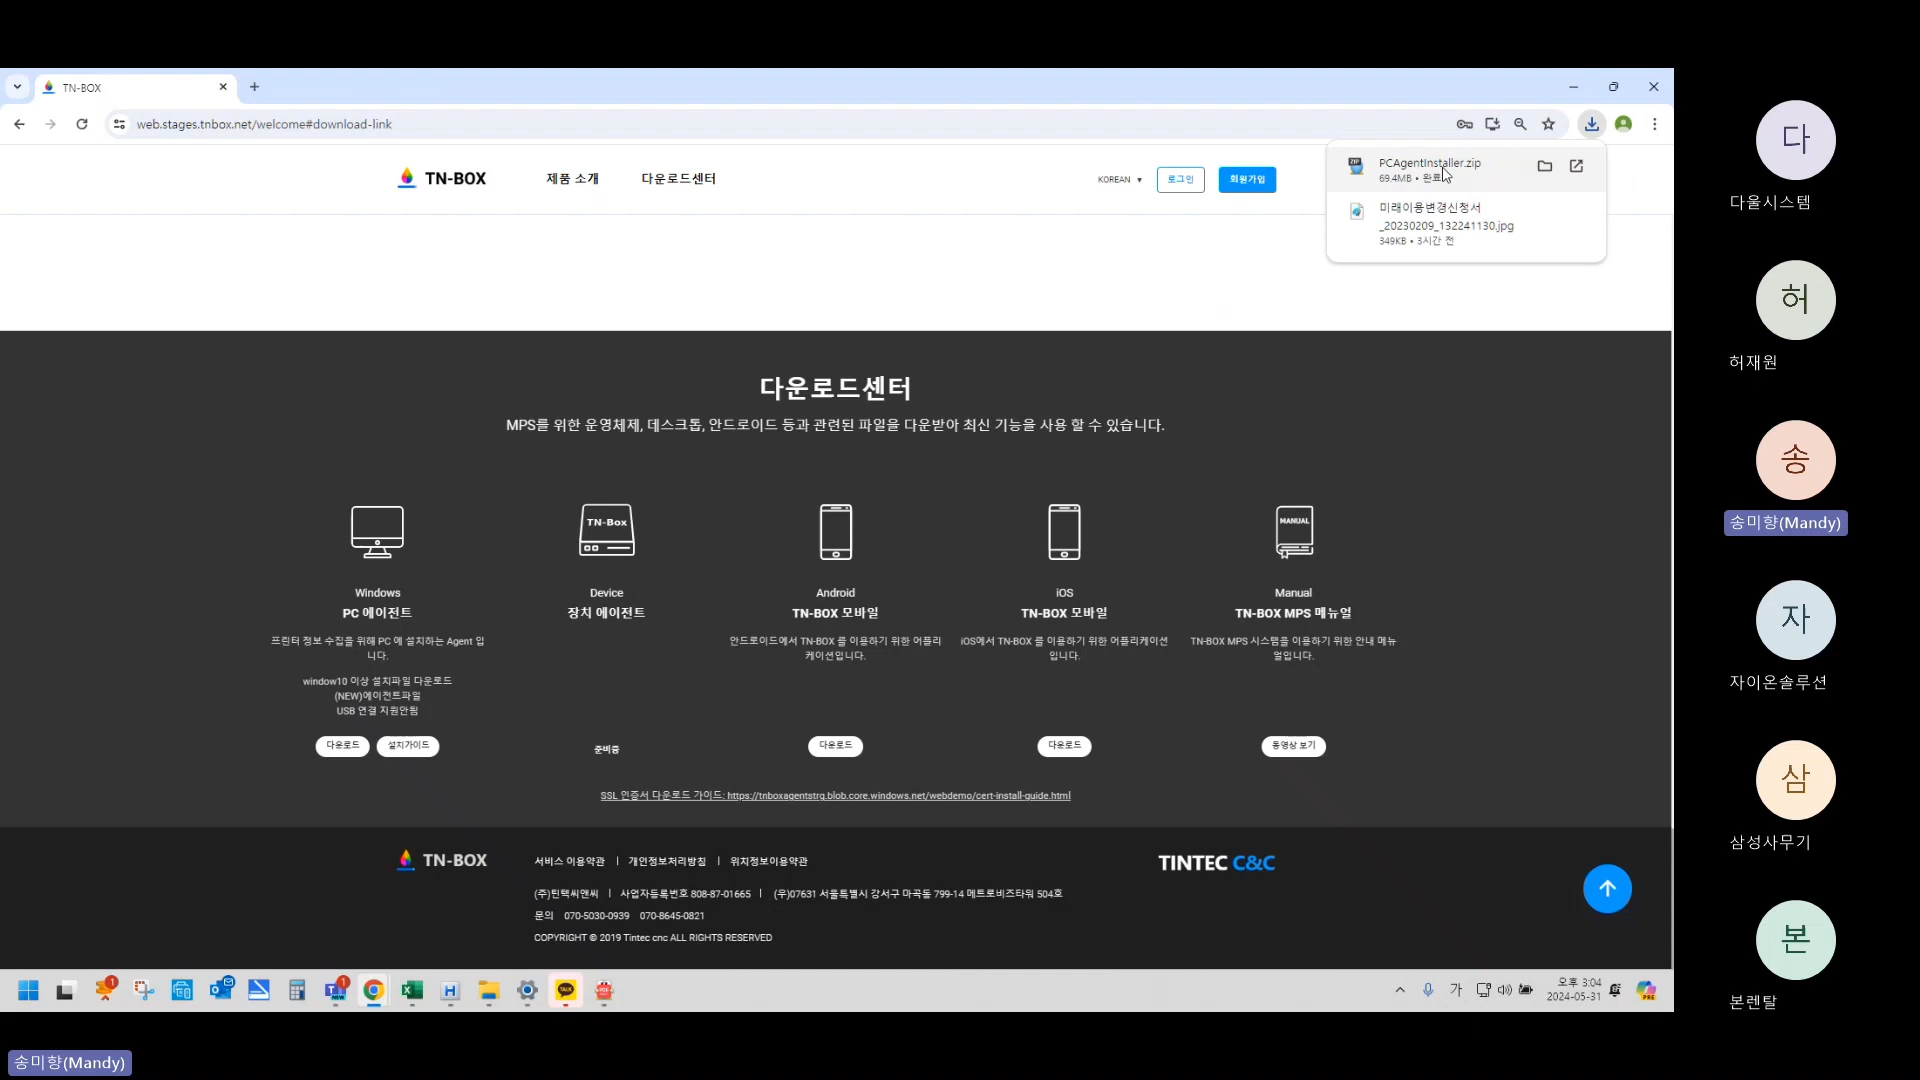 TN-BOX
web.stages.tnbox.net/welcome#download-link
TN-BOX
제품 소개
다운로드센터
KOREAN
로그인
회원가입
ZIP
PCAgentInstaller.zip
69.4MB • 완료
미래이용변경신청서
_20230209_132241130.jpg
349KB • 3시간 전
다운로드센터
MPS를 위한 운영체제, 데스크톱, 안드로이드 등과 관련된 파일을 다운받아 최신 기능을 사용 할 수 있습니다.
Windows
PC 에이전트
프린터 정보 수집을 위해 PC 에 설치하는 Agent 입
니다.
window10 이상 설치파일 다운로드
(NEW)에이전트파일
USB 연결 지원안됨
다운로드
설치가이드
TN-Box
Device
장치 에이전트
준비중
Android
TN-BOX 모바일
안드로이드에서 TN-BOX 를 이용하기 위한 어플리
케이션입니다.
다운로드
iOS
TN-BOX 모바일
iOS에서 TN-BOX 를 이용하기 위한 어플리케이션
입니다.
다운로드
MANUAL
Manual
TN-BOX MPS 메뉴얼
TN-BOX MPS 시스템을 이용하기 위한 안내 메뉴
얼입니다.
동영상 보기
SSL 인증서 다운로드 가이드: https://tnboxagentstrg.blob.core.windows.net/webdemo/cert-install-guide.html
TN-BOX
서비스 이용약관 | 개인정보처리방침 | 위치정보이용약관
TINTEC C&C
(주)틴텍씨앤씨 | 사업자등록번호 808-87-01665 | (우)07631 서울특별시 강서구 마곡동 799-14 메트로비즈타워 504호
문의 070-5030-0939 070-8645-0821
COPYRIGHT © 2019 Tintec cnc ALL RIGHTS RESERVED
1
1
NEW
TALK
가
오후 3:04
2024-05-31
PRE
다
다울시스템
허
허재원
송
송미향(Mandy)
자
자이온솔루션
삼
삼성사무기
본
본렌탈
송미향(Mandy)